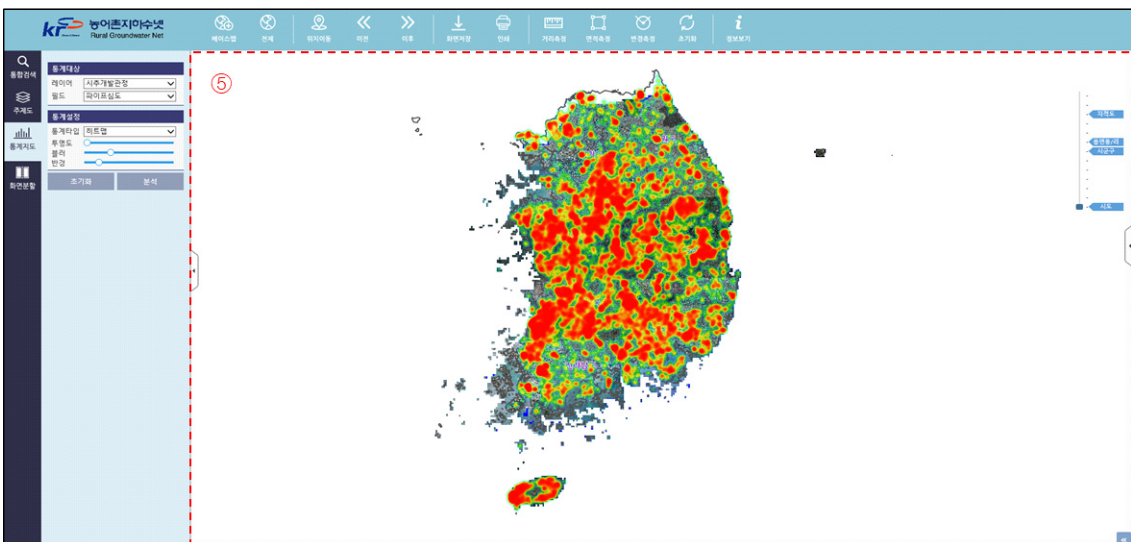 농어촌지하수넷
Rural Groundwater Net
베이스맵
전체
위치이동
이전
이후
화면저장
인쇄
거리측정
면적측정
반경측정
초기화
정보보기
통합검색
주제도
통계지도
화면분할
통계대상
레이어 시추개발관정
필드 파이프심도
통계설정
통계타입 히트맵
투명도
블러
반경
초기화 분석
⑤
지적도
읍면동/리
시군구
시도